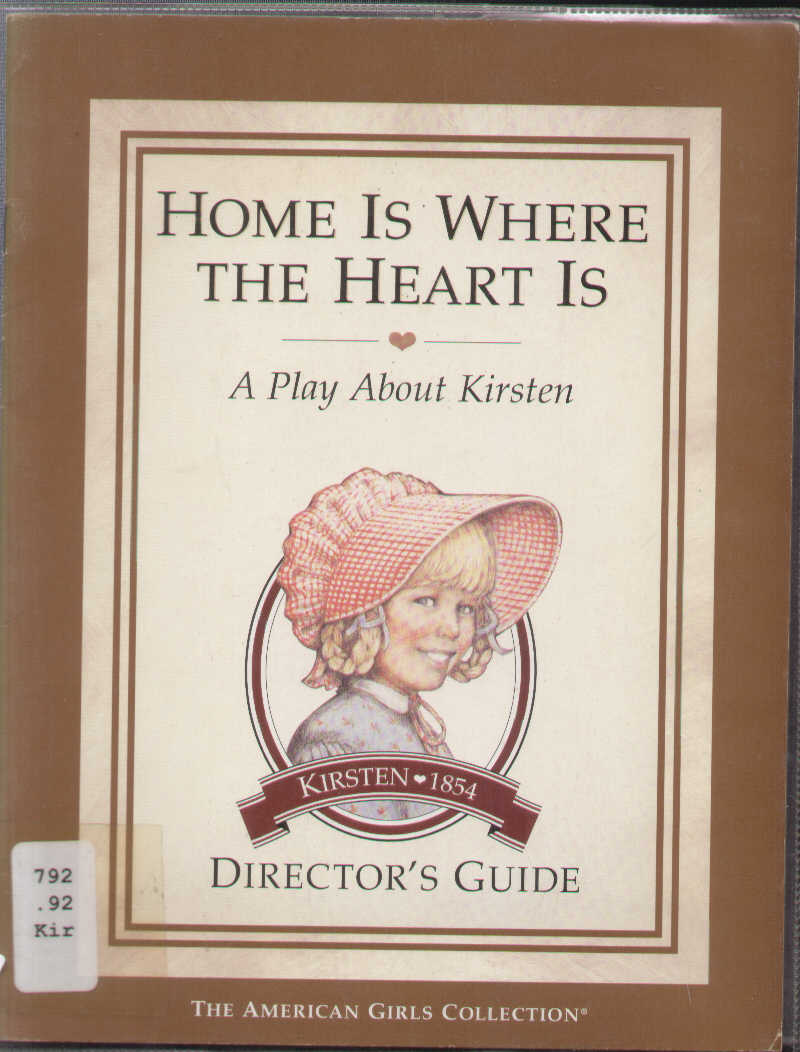 HOME IS WHERE
THE HEART IS
A Play About Kirsten
KIRSTEN ❤ 1854
DIRECTOR'S GUIDE
792
.92
Kir
THE AMERICAN GIRLS COLLECTION®